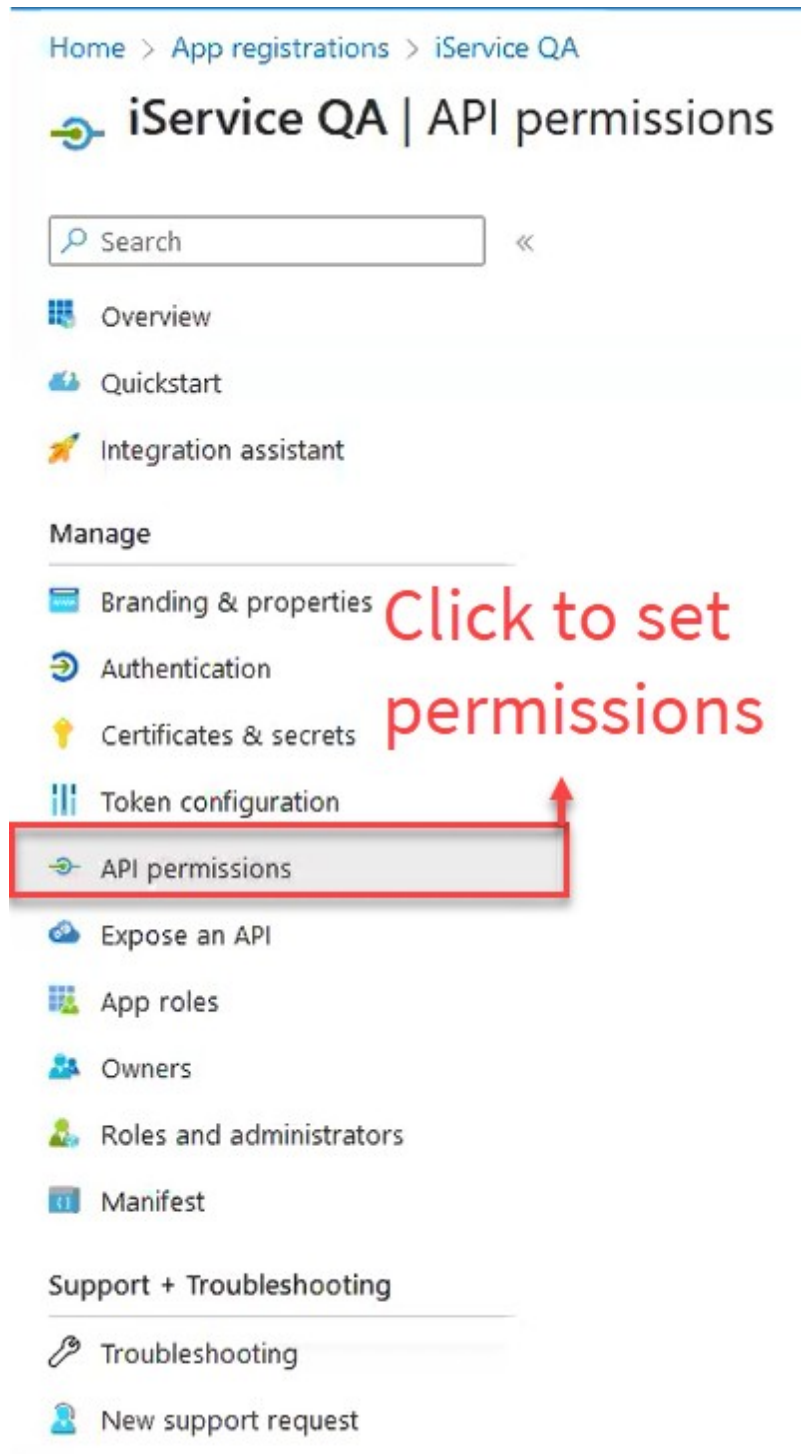 Home > App registrations > iService QA
iService QA | API permissions
Search «
Overview
Quickstart
Integration assistant
Manage
Branding & properties
Click to set
permissions
Authentication
Certificates & secrets
Token configuration
API permissions
Expose an API
App roles
Owners
Roles and administrators
Manifest
Support + Troubleshooting
Troubleshooting
New support request